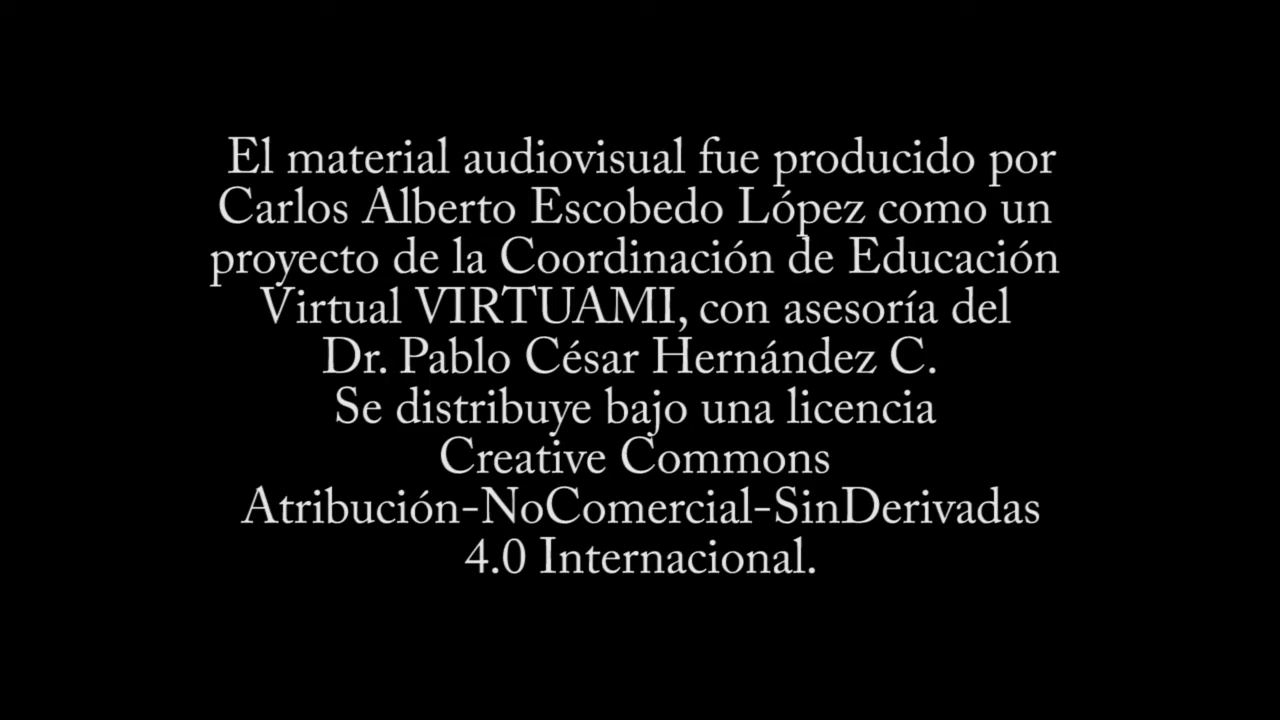 El material audiovisual fue producido por
Carlos Alberto Escobedo López como un
proyecto de la Coordinación de Educación
Virtual VIRTUAMI, con asesoría del
Dr. Pablo César Hernández C.
Se distribuye bajo una licencia
Creative Commons
Atribución-NoComercial-SinDerivadas
4.0 Internacional.